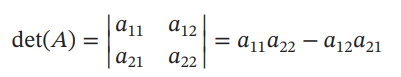 det(A) = | a₁₁ a₁₂ | = a₁₁a₂₂ − a₁₂a₂₁
| a₂₁ a₂₂ |